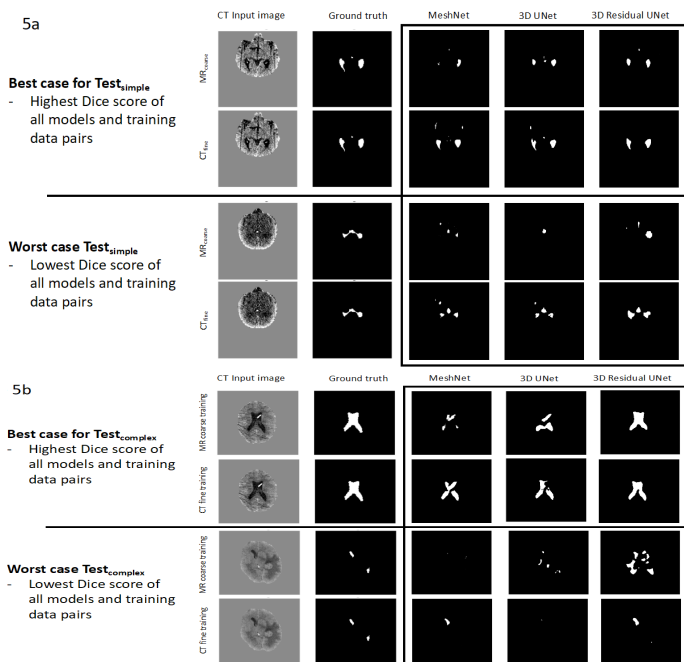 5a
CT Input image Ground truth MeshNet 3D UNet 3D Residual UNet
MRcoarse
Best case for Testsimple
- Highest Dice score of
all models and training
data pairs
CTfine
MRcoarse
Worst case Testsimple
- Lowest Dice score of
all models and training
data pairs
CTfine
5b
CT Input image Ground truth MeshNet 3D UNet 3D Residual UNet
MR coarse training
Best case for Testcomplex
- Highest Dice score of
all models and training
data pairs
CT fine training
MR coarse training
Worst case Testcomplex
- Lowest Dice score of
all models and training
data pairs
CT fine training